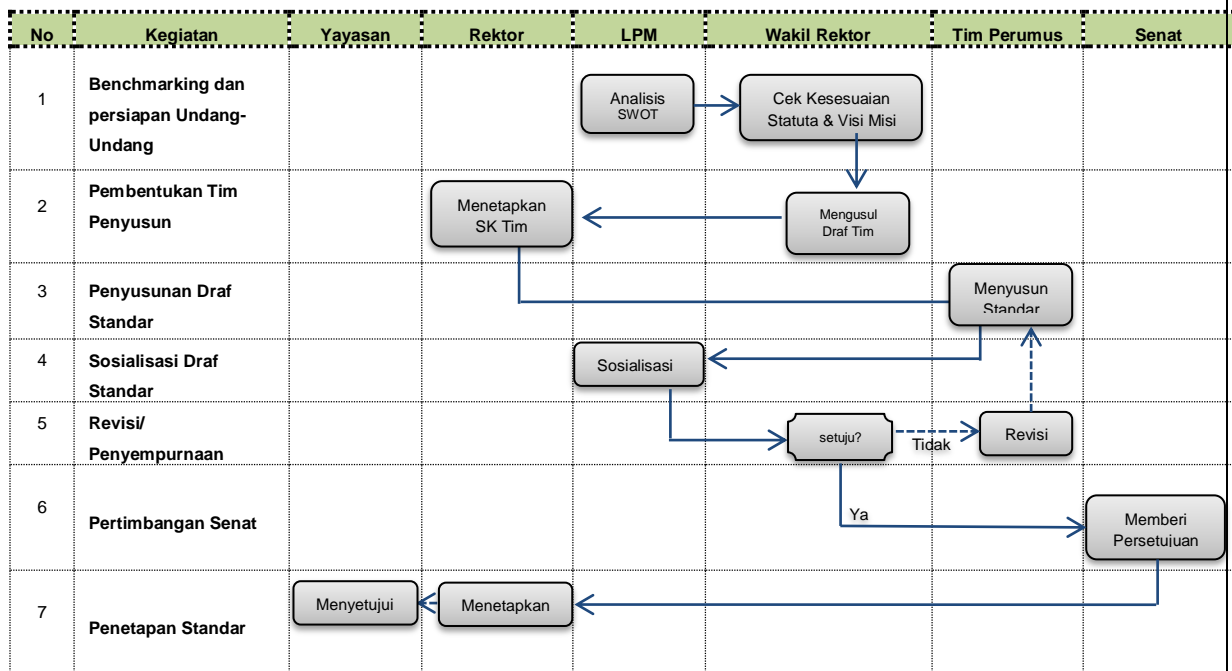 No Kegiatan Yayasan Rektor LPM Wakil Rektor Tim Perumus Senat
1
Benchmarking dan
persiapan Undang-
Undang
Analisis
SWOT
Cek Kesesuaian
Statuta & Visi Misi
2
Pembentukan Tim
Penyusun
Menetapkan
SK Tim
Mengusul
Draf Tim
3
Penyusunan Draf
Standar
Menyusun
Standar
4
Sosialisasi Draf
Standar
Sosialisasi
5
Revisi/
Penyempurnaan
setuju?
Tidak
Revisi
6
Pertimbangan Senat
Ya
Memberi
Persetujuan
7
Penetapan Standar
Menyetujui
Menetapkan